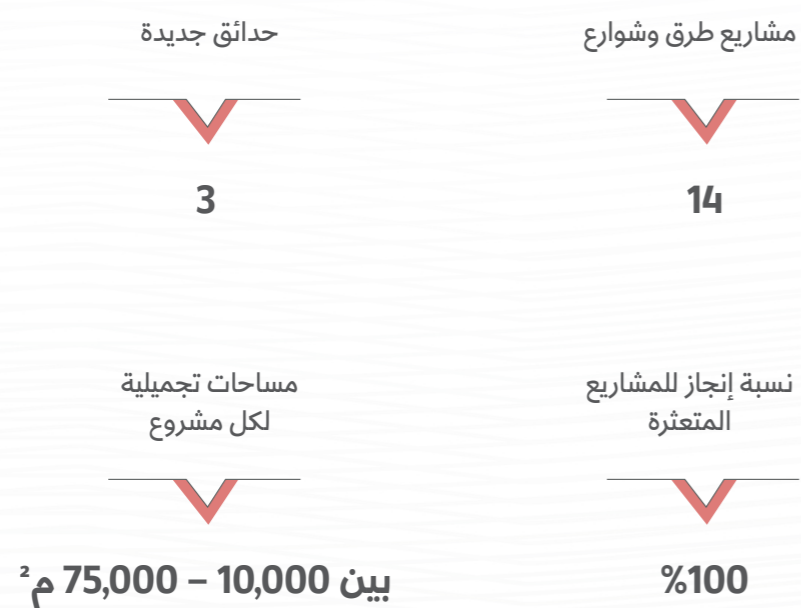 مشاريع طرق وشوارع
14
حدائق جديدة
3
نسبة إنجاز للمشاريع
المتعثرة
%100
مساحات تجميلية
لكل مشروع
بين 10,000 – 75,000 م²